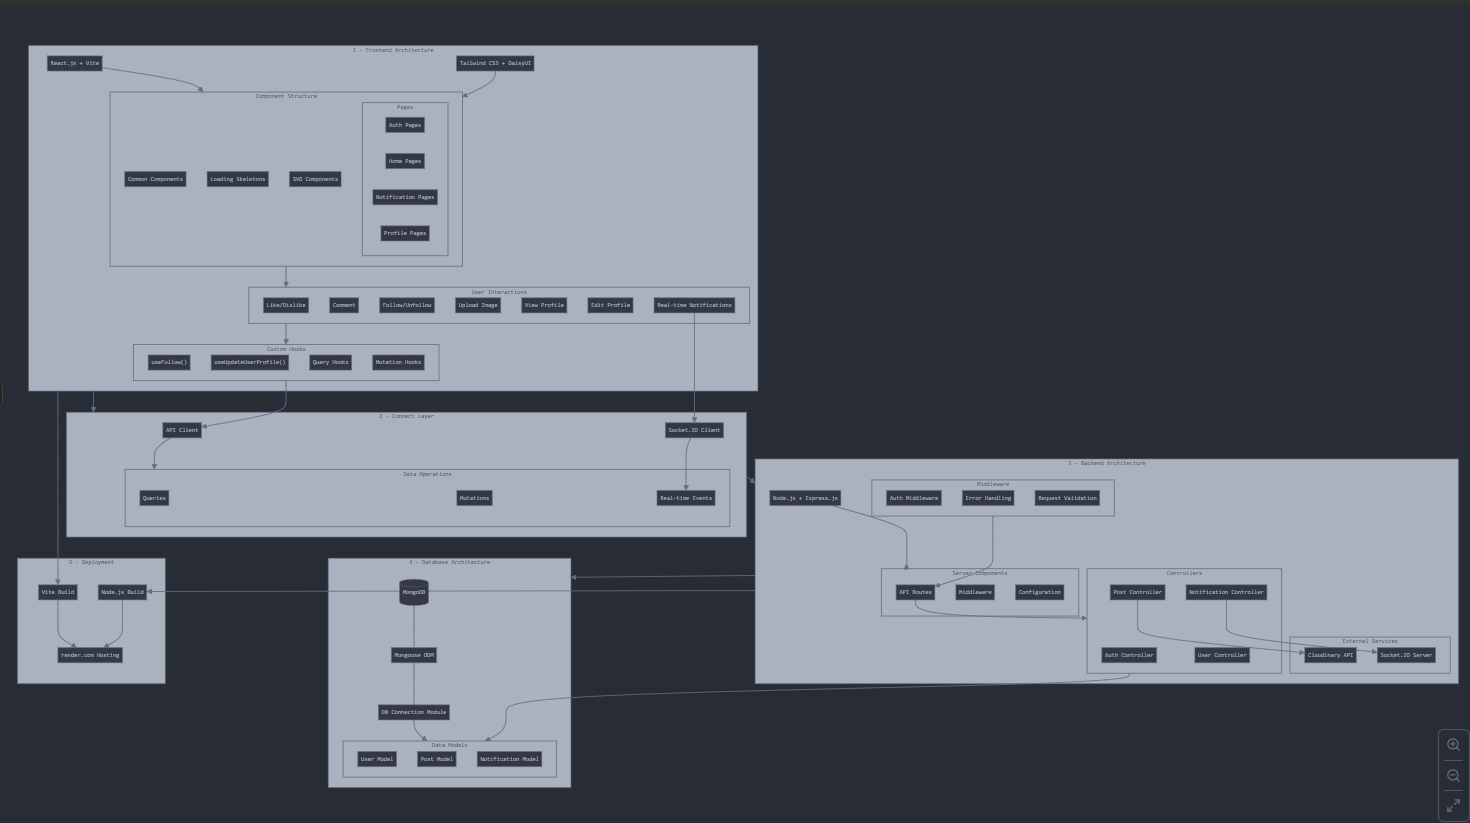 1 - Frontend Architecture
React.js + Vite
Tailwind CSS + DaisyUI
Component Structure
Pages
Auth Pages
Home Pages
Notification Pages
Profile Pages
Common Components
Loading Skeletons
SVG Components
User Interactions
Like/Dislike
Comment
Follow/Unfollow
Upload Image
View Profile
Edit Profile
Real-time Notifications
Custom Hooks
useFollow()
useUpdateUserProfile()
Query Hooks
Mutation Hooks
2 - Connect Layer
API Client
Socket.IO Client
Data Operations
Queries
Mutations
Real-time Events
3 - Backend Architecture
Node.js + Express.js
Middleware
Auth Middleware
Error Handling
Request Validation
Server Components
API Routes
Middleware
Configuration
Controllers
Post Controller
Notification Controller
Auth Controller
User Controller
External Services
Cloudinary API
Socket.IO Server
5 - Deployment
Vite Build
Node.js Build
render.com Hosting
4 - Database Architecture
MongoDB
Mongoose ODM
DB Connection Module
Data Models
User Model
Post Model
Notification Model